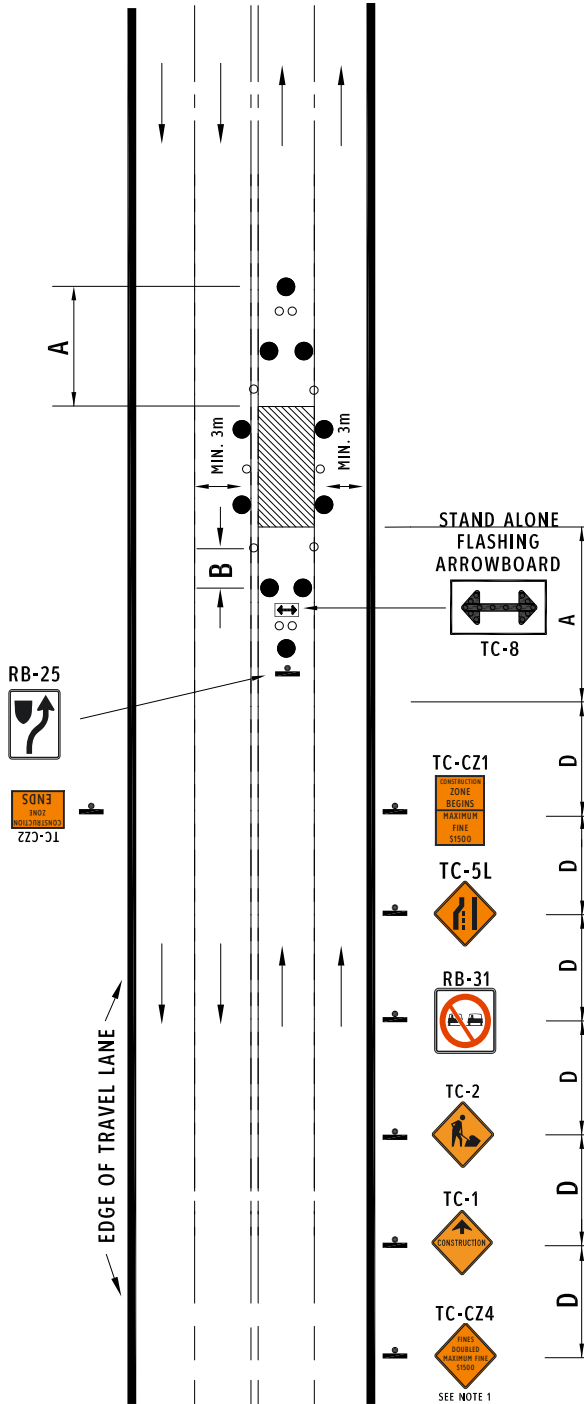 A
MIN. 3m
MIN. 3m
B
STAND ALONE
FLASHING
ARROWBOARD
TC-8
A
RB-25
D
TC-CZ1
CONSTRUCTION
ZONE
BEGINS
MAXIMUM
FINE
$1500
CONSTRUCTION
ZONE
ENDS
TC-CZ2
D
TC-5L
D
RB-31
D
TC-2
D
TC-1
CONSTRUCTION
D
TC-CZ4
FINES
DOUBLED
MAXIMUM FINE
$1500
SEE NOTE 1
EDGE OF TRAVEL LANE